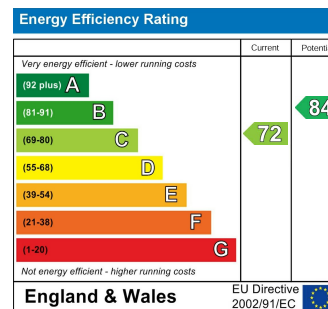 Energy Efficiency Rating
Current Potenti
Very energy efficient - lower running costs
(92 plus) A
(81-91) B
84
(69-80) C
72
(55-68) D
(39-54) E
(21-38) F
(1-20) G
Not energy efficient - higher running costs
England & Wales
EU Directive
2002/91/EC